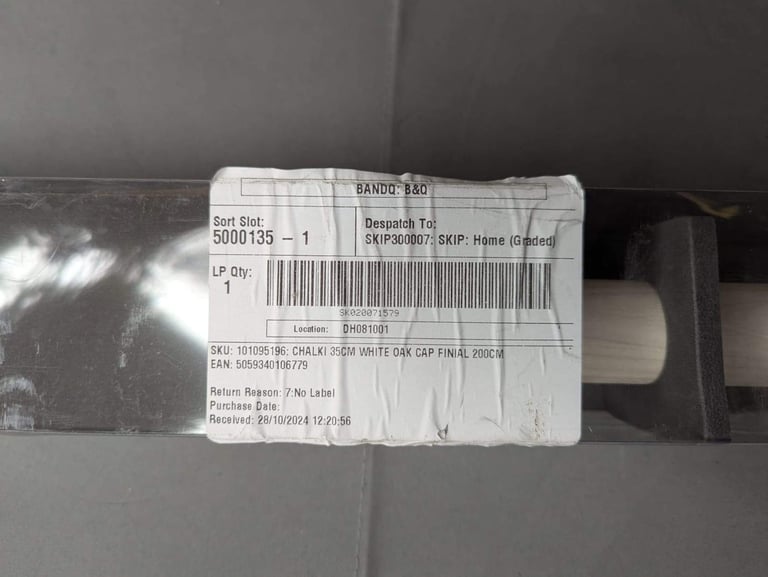 BANDQ: B&Q
Sort Slot:
5000135 - 1
Despatch To:
SKIP300007: SKIP: Home (Graded)
LP Qty:
1
SK020071579
Location: DH081001
SKU: 101095196: CHALKI 35CM WHITE OAK CAP FINIAL 200CM
EAN: 5059340106779
Return Reason: 7:No Label
Purchase Date:
Received: 28/10/2024 12:20:56